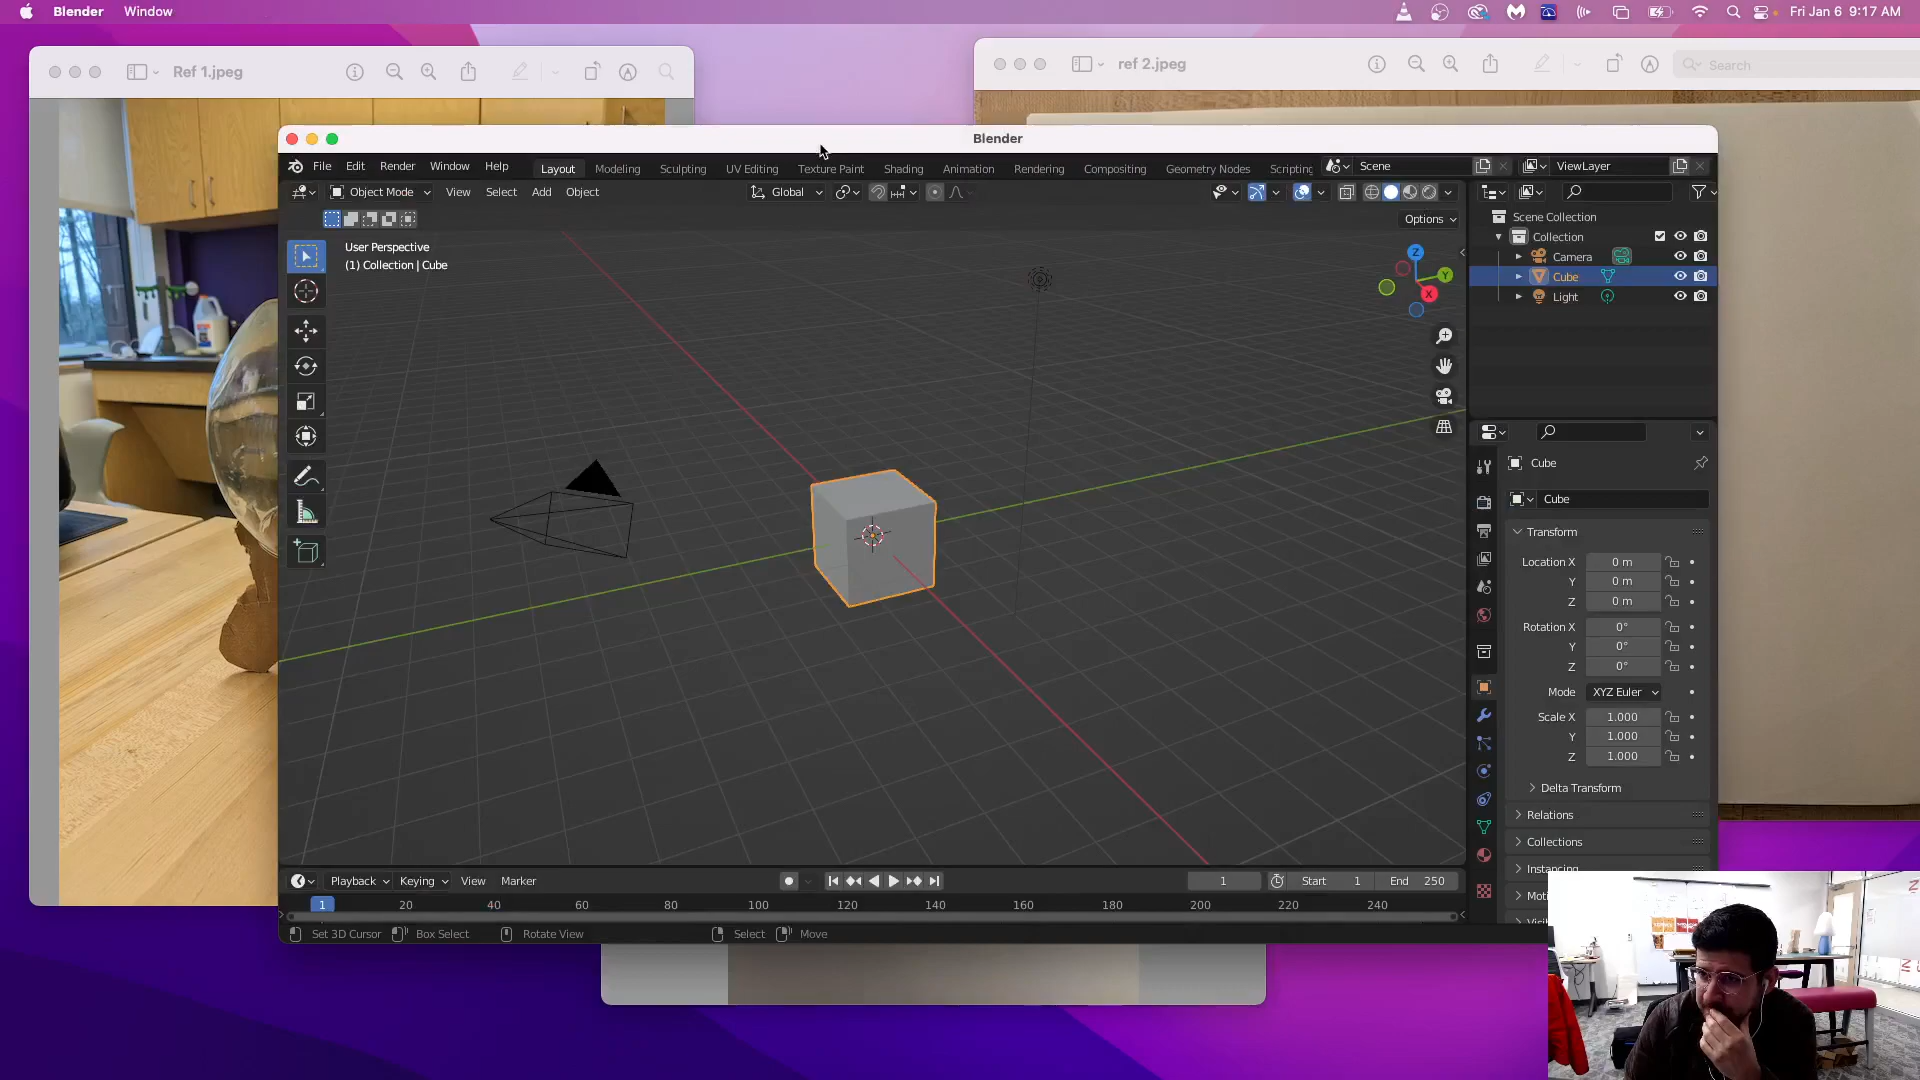 Blender Window Fri Jan 6 9:17 AM
Ref 1.jpeg
ref 2.jpeg Search
Blender
File Edit Render Window Help Layout Modeling Sculpting UV Editing Texture Paint Shading Animation Rendering Compositing Geometry Nodes Scripting Scene ViewLayer
Object Mode View Select Add Object Global
Options
User Perspective
(1) Collection | Cube
Z
Y
X
Scene Collection
Collection
Camera
Cube
Light
Cube
Cube
Transform
Location X 0 m
Y 0 m
Z 0 m
Rotation X 0°
Y 0°
Z 0°
Mode XYZ Euler
Scale X 1.000
Y 1.000
Z 1.000
Delta Transform
Relations
Collections
Instancing
Playback Keying View Marker 1 Start 1 End 250
1 20 40 60 80 100 120 140 160 180 200 220 240
Set 3D Cursor Box Select Rotate View Select Move